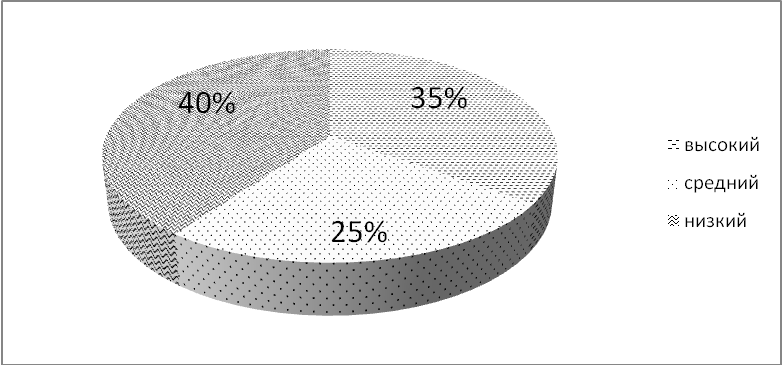 40%
35%
25%
высокий
средний
низкий